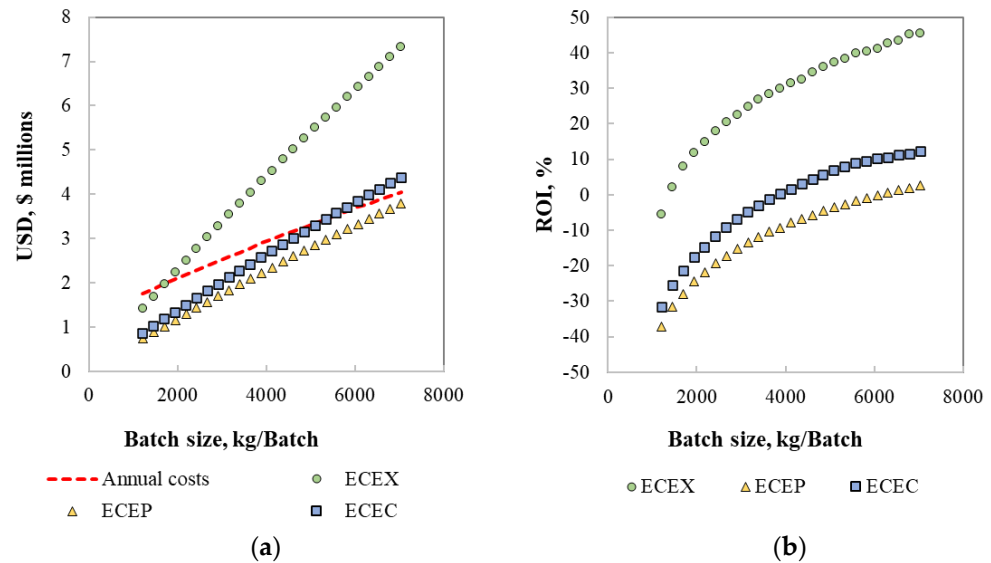 8
7
6
5
4
3
2
1
0
USD, $ millions
0 2000 4000 6000 8000
Batch size, kg/Batch
Annual costs ECEX
ECEP ECEC
(a)
50
40
30
20
10
0
-10
-20
-30
-40
-50
ROI, %
0 2000 4000 6000 8000
Batch size, kg/Batch
ECEX ECEP ECEC
(b)